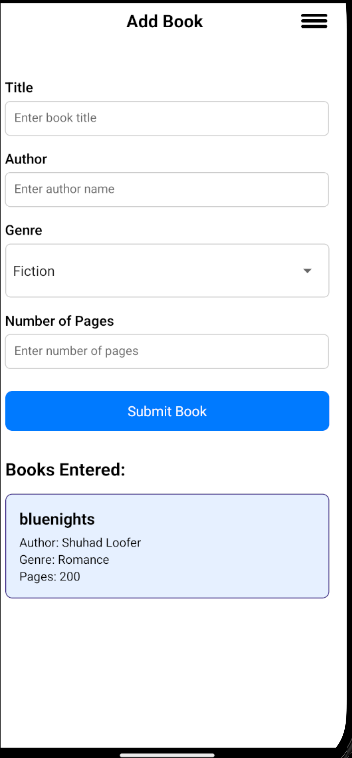 Add Book
Title
Enter book title
Author
Enter author name
Genre
Fiction
Number of Pages
Enter number of pages
Submit Book
Books Entered:
bluenights
Author: Shuhad Loofer
Genre: Romance
Pages: 200